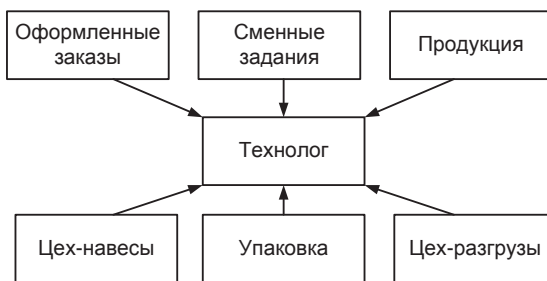 Оформленные
заказы
Сменные
задания
Продукция
Технолог
Цех-навесы
Упаковка
Цех-разгрузы